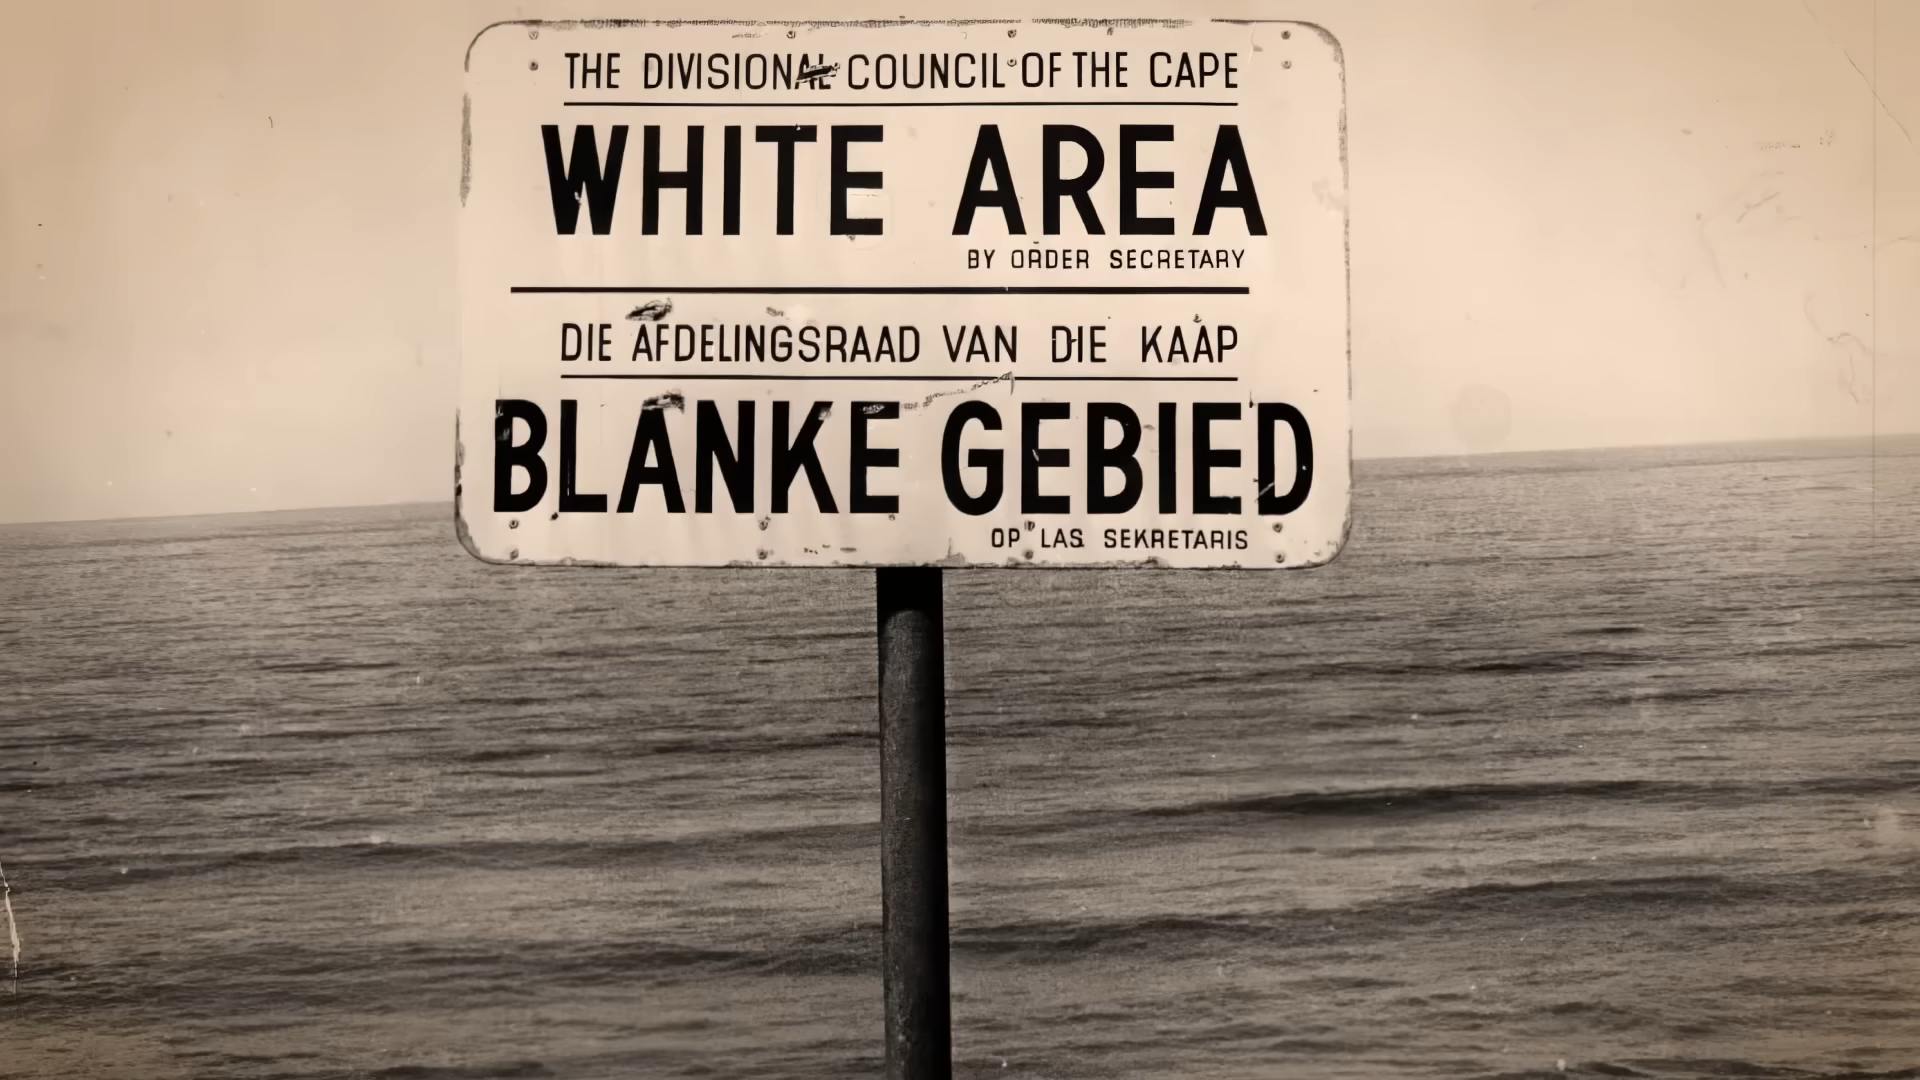 THE DIVISIONAL COUNCIL OF THE CAPE
WHITE AREA
BY ORDER SECRETARY
DIE AFDELINGSRAAD VAN DIE KAAP
BLANKE GEBIED
OP LAS SEKRETARIS